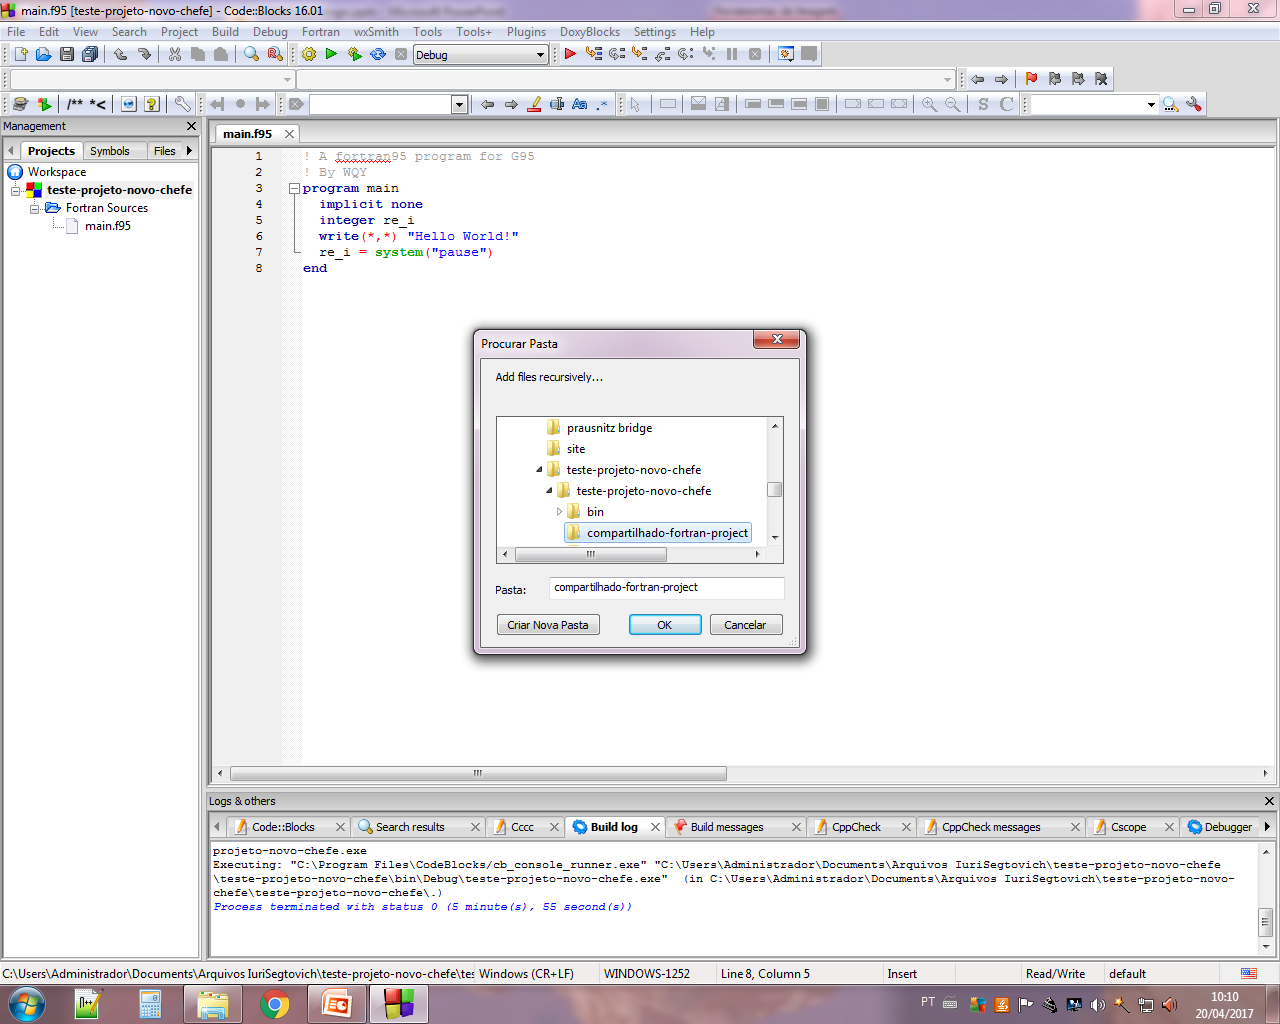 main.f95 [teste-projeto-novo-chefe] - Code::Blocks 16.01
File Edit View Search Project Build Debug Fortran wxSmith Tools Tools+ Plugins DoxyBlocks Settings Help
Debug
/** *<
Aa .*
S C
Management
Projects Symbols Files
Workspace
teste-projeto-novo-chefe
Fortran Sources
main.f95
main.f95
1 ! A fortran95 program for G95
2 ! By WQY
3 program main
4 implicit none
5 integer re_i
6 write(*,*) "Hello World!"
7 re_i = system("pause")
8 end
Procurar Pasta
Add files recursively...
prausnitz bridge
site
teste-projeto-novo-chefe
teste-projeto-novo-chefe
bin
compartilhado-fortran-project
Pasta: compartilhado-fortran-project
Criar Nova Pasta OK Cancelar
Logs & others
Code::Blocks Search results Cccc Build log Build messages CppCheck CppCheck messages Cscope Debugger
projeto-novo-chefe.exe
Executing: "C:\Program Files\CodeBlocks/cb_console_runner.exe" "C:\Users\Administrador\Documents\Arquivos IuriSegtovich\teste-projeto-novo-chefe
\teste-projeto-novo-chefe\bin\Debug\teste-projeto-novo-chefe.exe"  (in C:\Users\Administrador\Documents\Arquivos IuriSegtovich\teste-projeto-novo-
chefe\teste-projeto-novo-chefe\.)
Process terminated with status 0 (5 minute(s), 55 second(s))
C:\Users\Administrador\Documents\Arquivos IuriSegtovich\teste-projeto-novo-chefe\tes Windows (CR+LF) WINDOWS-1252 Line 8, Column 5 Insert Read/Write default
PT 10:10
20/04/2017